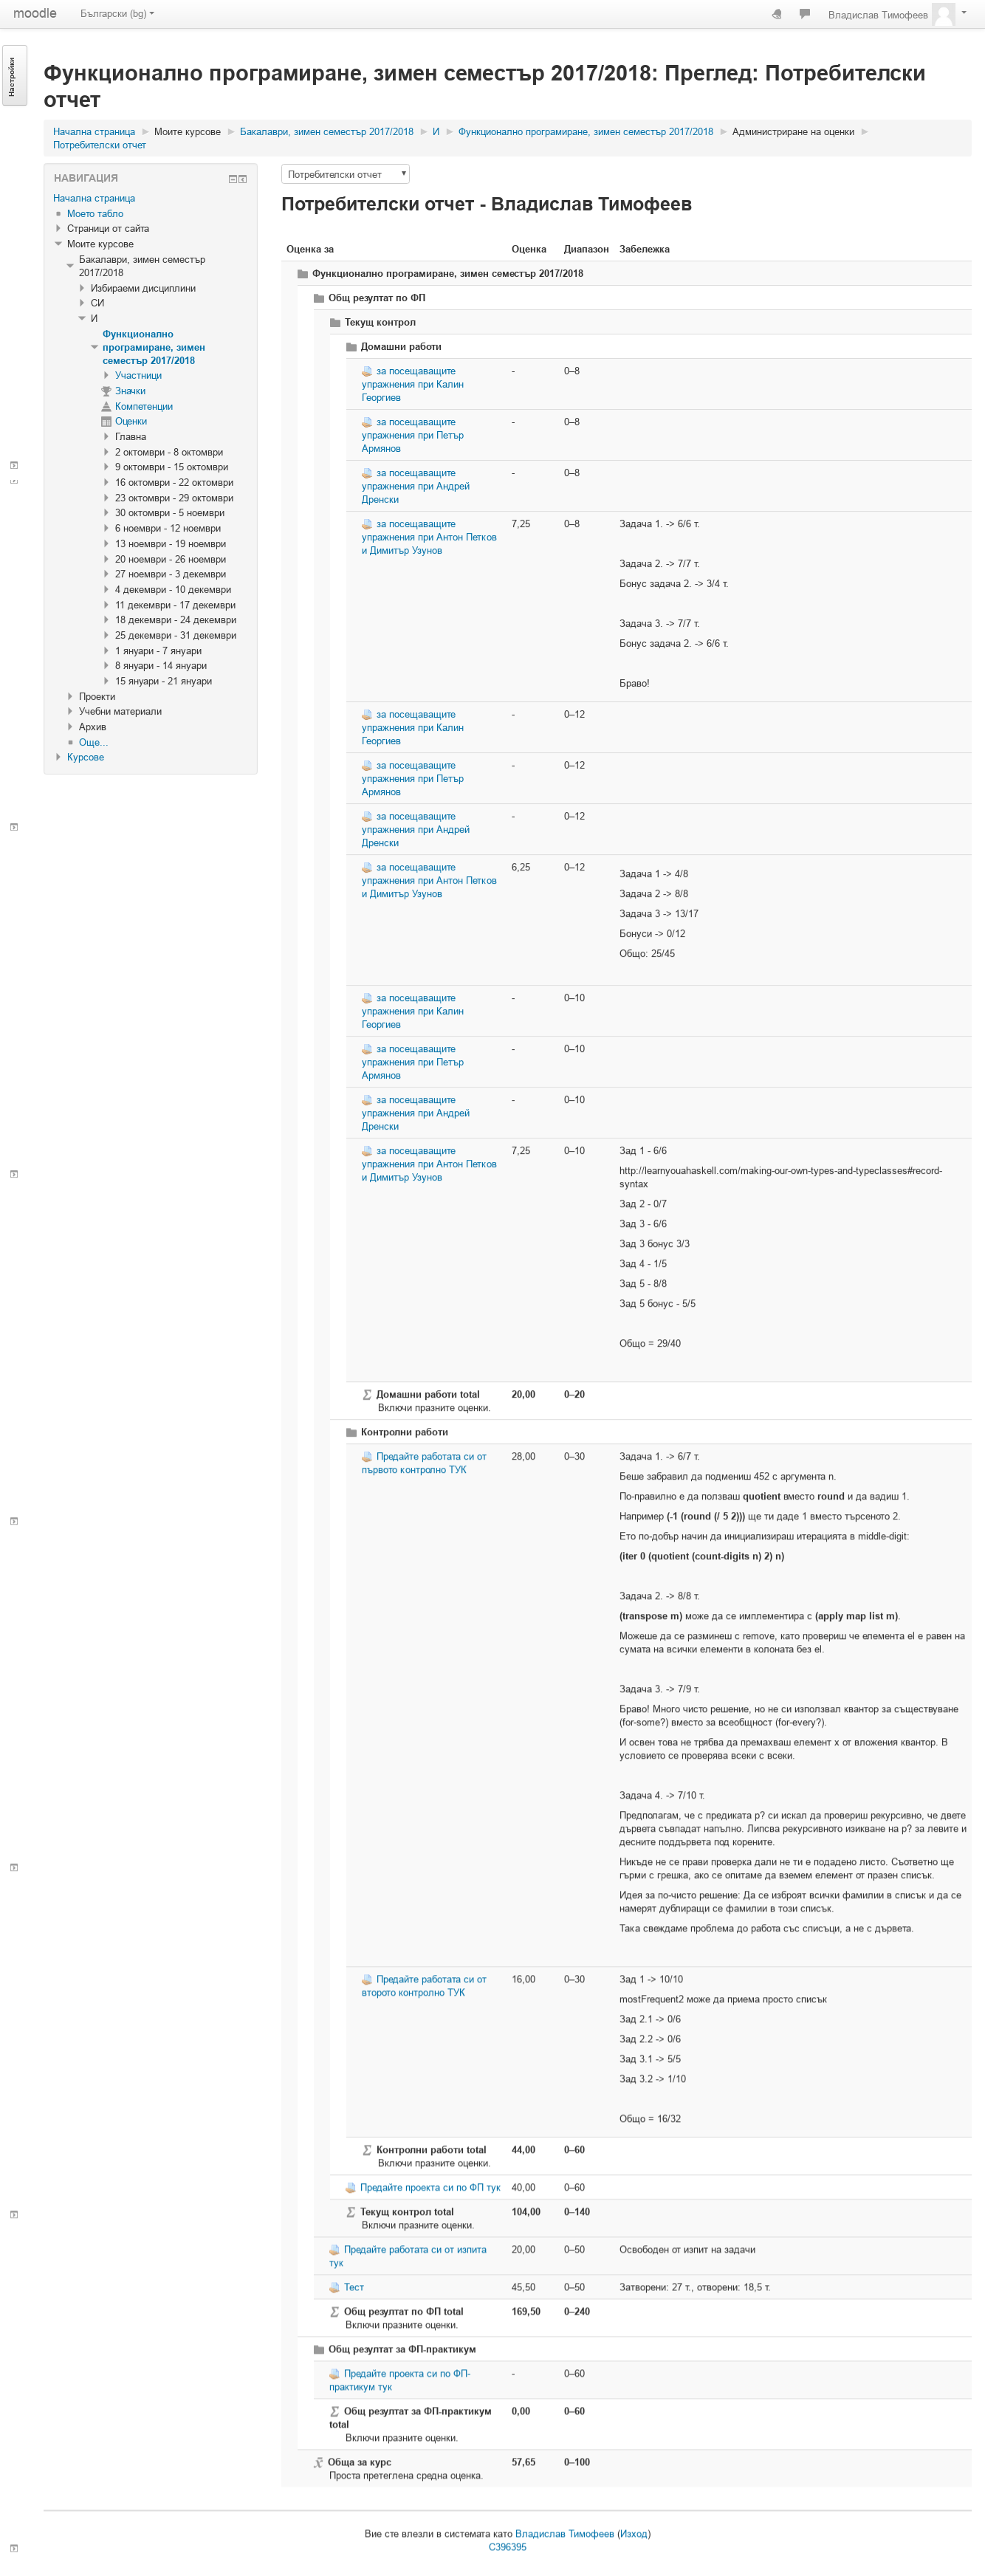 moodle Български (bg) Владислав Тимофеев
Настройки
Функционално програмиране, зимен семестър 2017/2018: Преглед: Потребителски
отчет
Начална страница ► Моите курсове ► Бакалаври, зимен семестър 2017/2018 ► И ► Функционално програмиране, зимен семестър 2017/2018 ► Администриране на оценки ►
Потребителски отчет
НАВИГАЦИЯ
Начална страница
Моето табло
Страници от сайта
Моите курсове
Бакалаври, зимен семестър
2017/2018
Избираеми дисциплини
СИ
И
Функционално
програмиране, зимен
семестър 2017/2018
Участници
Значки
Компетенции
Оценки
Главна
2 октомври - 8 октомври
9 октомври - 15 октомври
16 октомври - 22 октомври
23 октомври - 29 октомври
30 октомври - 5 ноември
6 ноември - 12 ноември
13 ноември - 19 ноември
20 ноември - 26 ноември
27 ноември - 3 декември
4 декември - 10 декември
11 декември - 17 декември
18 декември - 24 декември
25 декември - 31 декември
1 януари - 7 януари
8 януари - 14 януари
15 януари - 21 януари
Проекти
Учебни материали
Архив
Още...
Курсове
Потребителски отчет
Потребителски отчет - Владислав Тимофеев
Оценка за Оценка Диапазон Забележка
Функционално програмиране, зимен семестър 2017/2018
Общ резултат по ФП
Текущ контрол
Домашни работи
за посещаващите - 0–8
упражнения при Калин
Георгиев
за посещаващите - 0–8
упражнения при Петър
Армянов
за посещаващите - 0–8
упражнения при Андрей
Дренски
за посещаващите 7,25 0–8 Задача 1. -> 6/6 т.
упражнения при Антон Петков
и Димитър Узунов
Задача 2. -> 7/7 т.
Бонус задача 2. -> 3/4 т.
Задача 3. -> 7/7 т.
Бонус задача 2. -> 6/6 т.
Браво!
за посещаващите - 0–12
упражнения при Калин
Георгиев
за посещаващите - 0–12
упражнения при Петър
Армянов
за посещаващите - 0–12
упражнения при Андрей
Дренски
за посещаващите 6,25 0–12
упражнения при Антон Петков
и Димитър Узунов
Задача 1 -> 4/8
Задача 2 -> 8/8
Задача 3 -> 13/17
Бонуси -> 0/12
Общо: 25/45
за посещаващите - 0–10
упражнения при Калин
Георгиев
за посещаващите - 0–10
упражнения при Петър
Армянов
за посещаващите - 0–10
упражнения при Андрей
Дренски
за посещаващите 7,25 0–10 Зад 1 - 6/6
упражнения при Антон Петков
и Димитър Узунов
http://learnyouahaskell.com/making-our-own-types-and-typeclasses#record-
syntax
Зад 2 - 0/7
Зад 3 - 6/6
Зад 3 бонус 3/3
Зад 4 - 1/5
Зад 5 - 8/8
Зад 5 бонус - 5/5
Общо = 29/40
Домашни работи total 20,00 0–20
Включи празните оценки.
Контролни работи
Предайте работата си от 28,00 0–30 Задача 1. -> 6/7 т.
първото контролно ТУК
Беше забравил да подмениш 452 с аргумента n.
По-правилно е да ползваш quotient вместо round и да вадиш 1.
Например (-1 (round (/ 5 2))) ще ти даде 1 вместо търсеното 2.
Ето по-добър начин да инициализираш итерацията в middle-digit:
(iter 0 (quotient (count-digits n) 2) n)
Задача 2. -> 8/8 т.
(transpose m) може да се имплементира с (apply map list m).
Можеше да се разминеш с remove, като провериш че елемента el е равен на
сумата на всички елементи в колоната без el.
Задача 3. -> 7/9 т.
Браво! Много чисто решение, но не си използвал квантор за съществуване
(for-some?) вместо за всеобщност (for-every?).
И освен това не трябва да премахваш елемент x от вложения квантор. В
условието се проверява всеки с всеки.
Задача 4. -> 7/10 т.
Предполагам, че с предиката p? си искал да провериш рекурсивно, че двете
дървета съвпадат напълно. Липсва рекурсивното изикване на p? за левите и
десните поддървета под корените.
Никъде не се прави проверка дали не ти е подадено листо. Съответно ще
гърми с грешка, ако се опитаме да вземем елемент от празен списък.
Идея за по-чисто решение: Да се изброят всички фамилии в списък и да се
намерят дублиращи се фамилии в този списък.
Така свеждаме проблема до работа със списъци, а не с дървета.
Предайте работата си от 16,00 0–30 Зад 1 -> 10/10
второто контролно ТУК
mostFrequent2 може да приема просто списък
Зад 2.1 -> 0/6
Зад 2.2 -> 0/6
Зад 3.1 -> 5/5
Зад 3.2 -> 1/10
Общо = 16/32
Контролни работи total 44,00 0–60
Включи празните оценки.
Предайте проекта си по ФП тук 40,00 0–60
Текущ контрол total 104,00 0–140
Включи празните оценки.
Предайте работата си от изпита 20,00 0–50 Освободен от изпит на задачи
тук
Тест 45,50 0–50 Затворени: 27 т., отворени: 18,5 т.
Общ резултат по ФП total 169,50 0–240
Включи празните оценки.
Общ резултат за ФП-практикум
Предайте проекта си по ФП- - 0–60
практикум тук
Общ резултат за ФП-практикум 0,00 0–60
total
Включи празните оценки.
Обща за курс 57,65 0–100
Проста претеглена средна оценка.
Вие сте влезли в системата като Владислав Тимофеев (Изход)
С396395